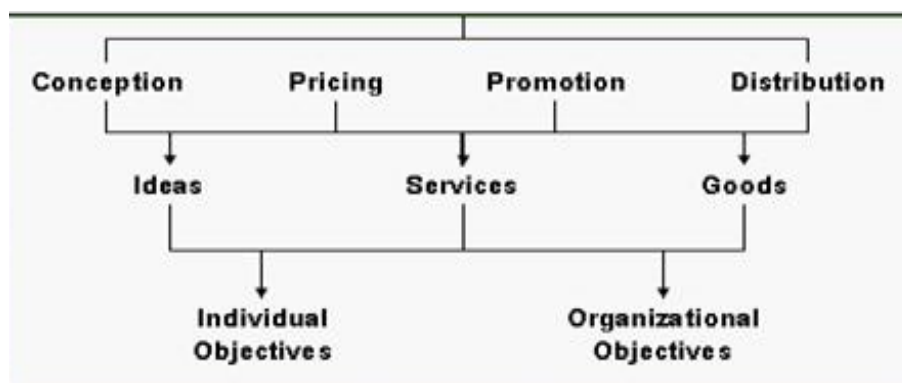 Conception Pricing Promotion Distribution
Ideas Services Goods
Individual Organizational
Objectives Objectives